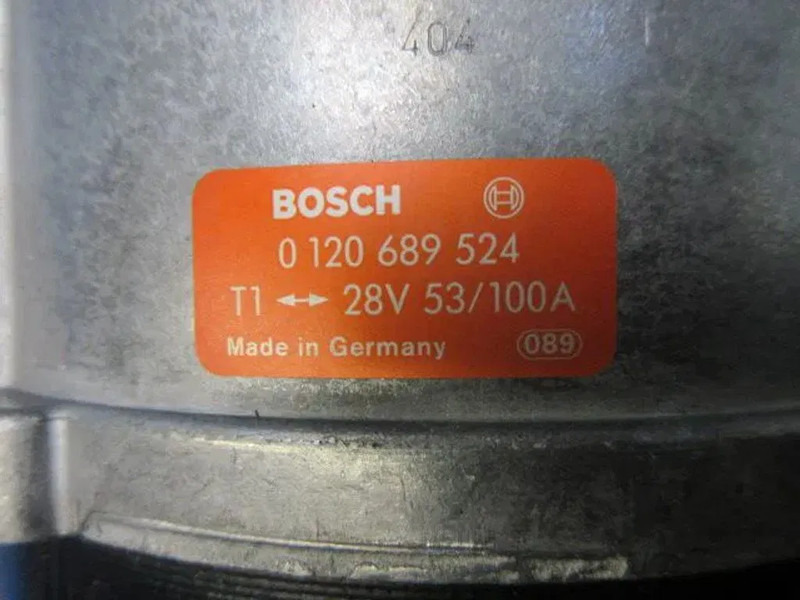 404
BOSCH
0 120 689 524
T1 ↔ 28V 53/100A
Made in Germany 089